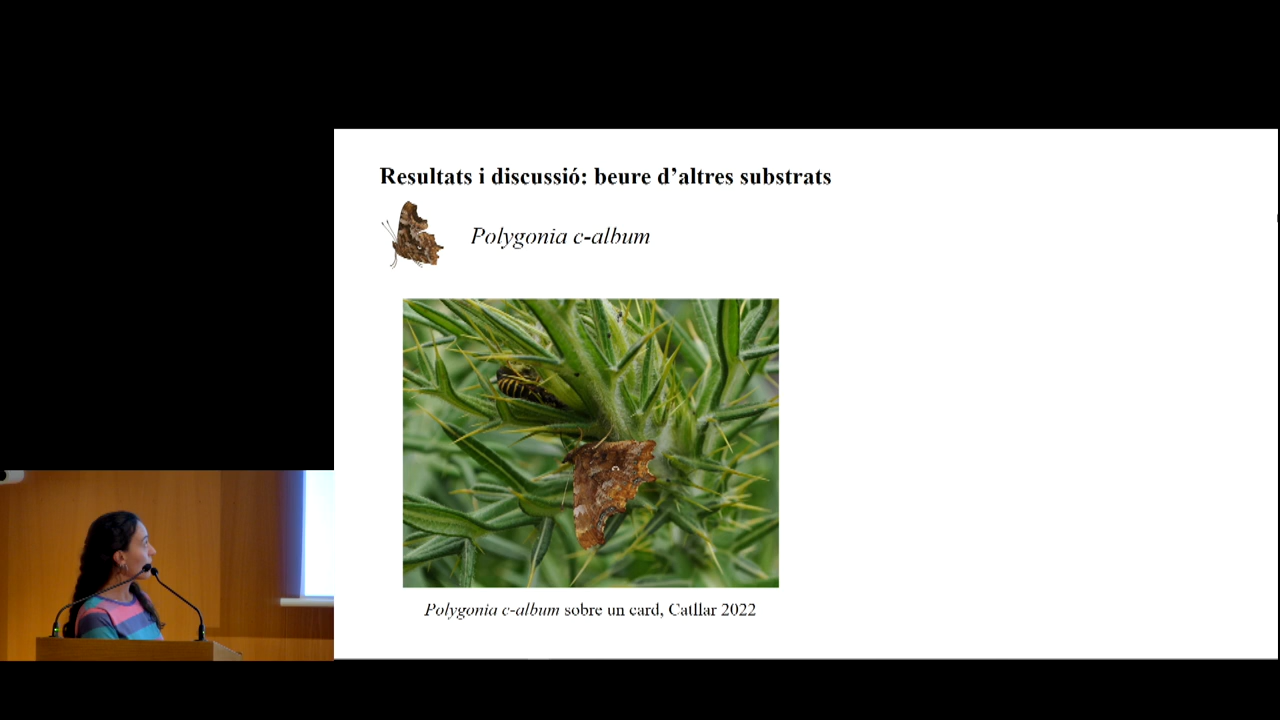 Resultats i discussió: beure d’altres substrats
Polygonia c-album
Polygonia c-album sobre un card, Catllar 2022